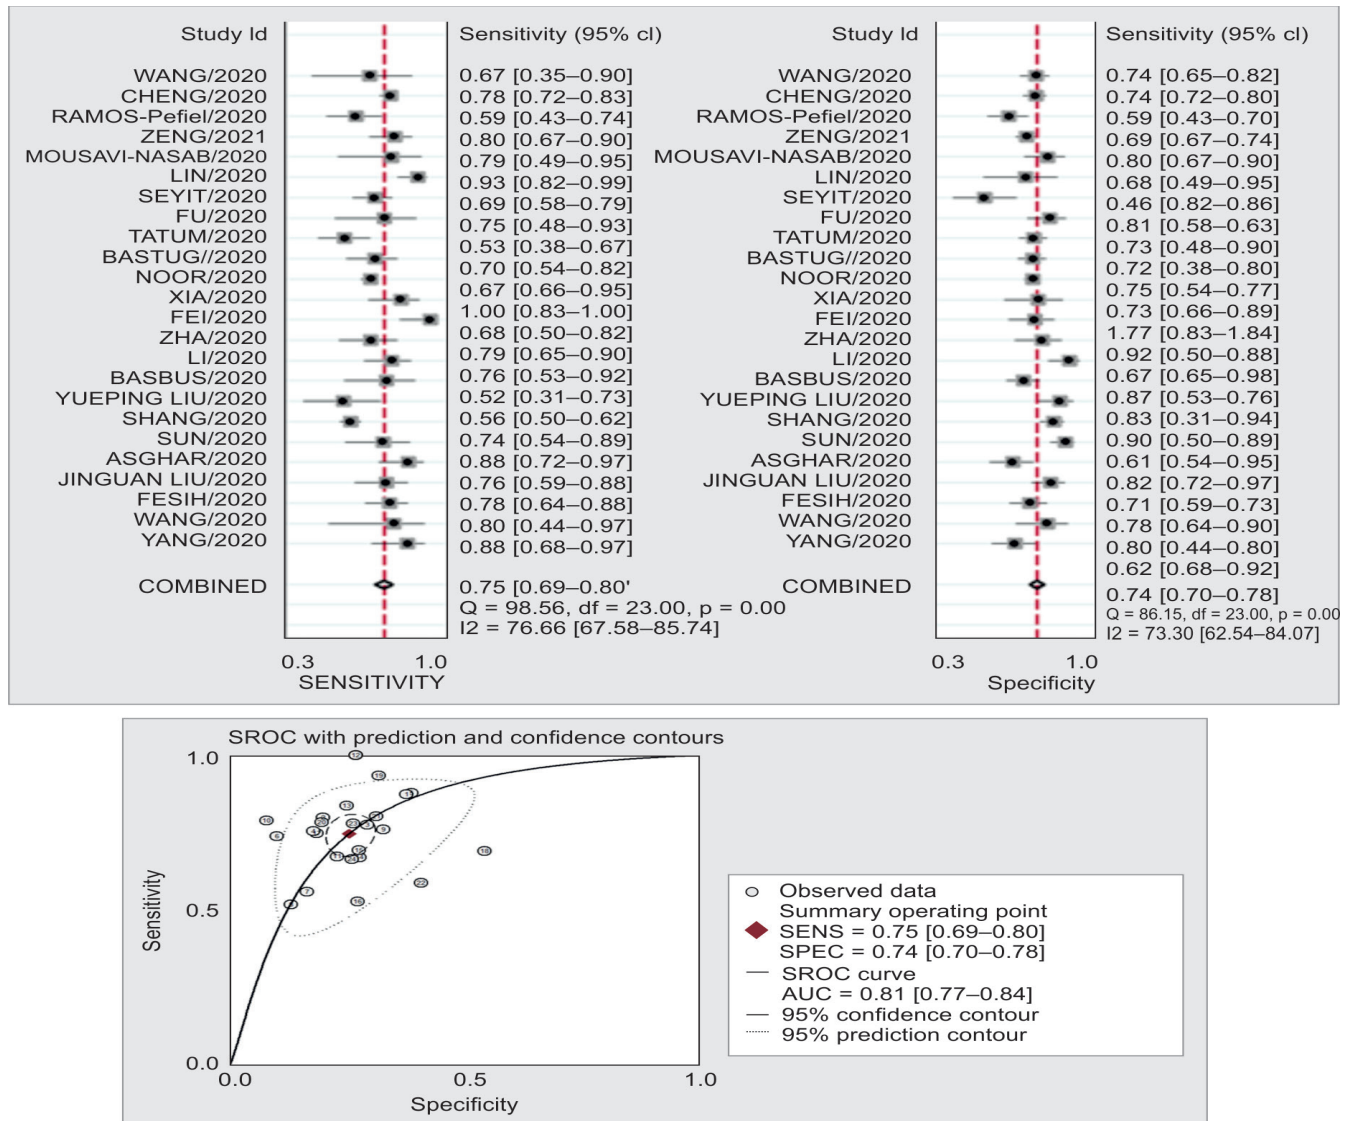 Study Id Sensitivity (95% cl)
WANG/2020 0.67 [0.35–0.90]
CHENG/2020 0.78 [0.72–0.83]
RAMOS-Pefiel/2020 0.59 [0.43–0.74]
ZENG/2021 0.80 [0.67–0.90]
MOUSAVI-NASAB/2020 0.79 [0.49–0.95]
LIN/2020 0.93 [0.82–0.99]
SEYIT/2020 0.69 [0.58–0.79]
FU/2020 0.75 [0.48–0.93]
TATUM/2020 0.53 [0.38–0.67]
BASTUG//2020 0.70 [0.54–0.82]
NOOR/2020 0.67 [0.66–0.95]
XIA/2020 1.00 [0.83–1.00]
FEI/2020 0.68 [0.50–0.82]
ZHA/2020 0.79 [0.65–0.90]
LI/2020 0.76 [0.53–0.92]
BASBUS/2020 0.52 [0.31–0.73]
YUEPING LIU/2020 0.56 [0.50–0.62]
SHANG/2020 0.74 [0.54–0.89]
SUN/2020 0.88 [0.72–0.97]
ASGHAR/2020 0.76 [0.59–0.88]
JINGUAN LIU/2020 0.78 [0.64–0.88]
FESIH/2020 0.80 [0.44–0.97]
WANG/2020 0.88 [0.68–0.97]
YANG/2020
COMBINED 0.75 [0.69–0.80'
Q = 98.56, df = 23.00, p = 0.00
I2 = 76.66 [67.58–85.74]
0.3 1.0
SENSITIVITY
Study Id Sensitivity (95% cl)
WANG/2020 0.74 [0.65–0.82]
CHENG/2020 0.74 [0.72–0.80]
RAMOS-Pefiel/2020 0.59 [0.43–0.70]
ZENG/2021 0.69 [0.67–0.74]
MOUSAVI-NASAB/2020 0.80 [0.67–0.90]
LIN/2020 0.68 [0.49–0.95]
SEYIT/2020 0.46 [0.82–0.86]
FU/2020 0.81 [0.58–0.63]
TATUM/2020 0.73 [0.48–0.90]
BASTUG//2020 0.72 [0.38–0.80]
NOOR/2020 0.75 [0.54–0.77]
XIA/2020 0.73 [0.66–0.89]
FEI/2020 1.77 [0.83–1.84]
ZHA/2020 0.92 [0.50–0.88]
LI/2020 0.67 [0.65–0.98]
BASBUS/2020 0.87 [0.53–0.76]
YUEPING LIU/2020 0.83 [0.31–0.94]
SHANG/2020 0.90 [0.50–0.89]
SUN/2020 0.61 [0.54–0.95]
ASGHAR/2020 0.82 [0.72–0.97]
JINGUAN LIU/2020 0.71 [0.59–0.73]
FESIH/2020 0.78 [0.64–0.90]
WANG/2020 0.80 [0.44–0.80]
YANG/2020 0.62 [0.68–0.92]
COMBINED 0.74 [0.70–0.78]
Q = 86.15, df = 23.00, p = 0.00
I2 = 73.30 [62.54–84.07]
0.3 1.0
Specificity
SROC with prediction and confidence contours
1.0
0.5
0.0
Sensitivity
0.0 0.5 1.0
Specificity
Observed data
Summary operating point
SENS = 0.75 [0.69–0.80]
SPEC = 0.74 [0.70–0.78]
SROC curve
AUC = 0.81 [0.77–0.84]
95% confidence contour
95% prediction contour